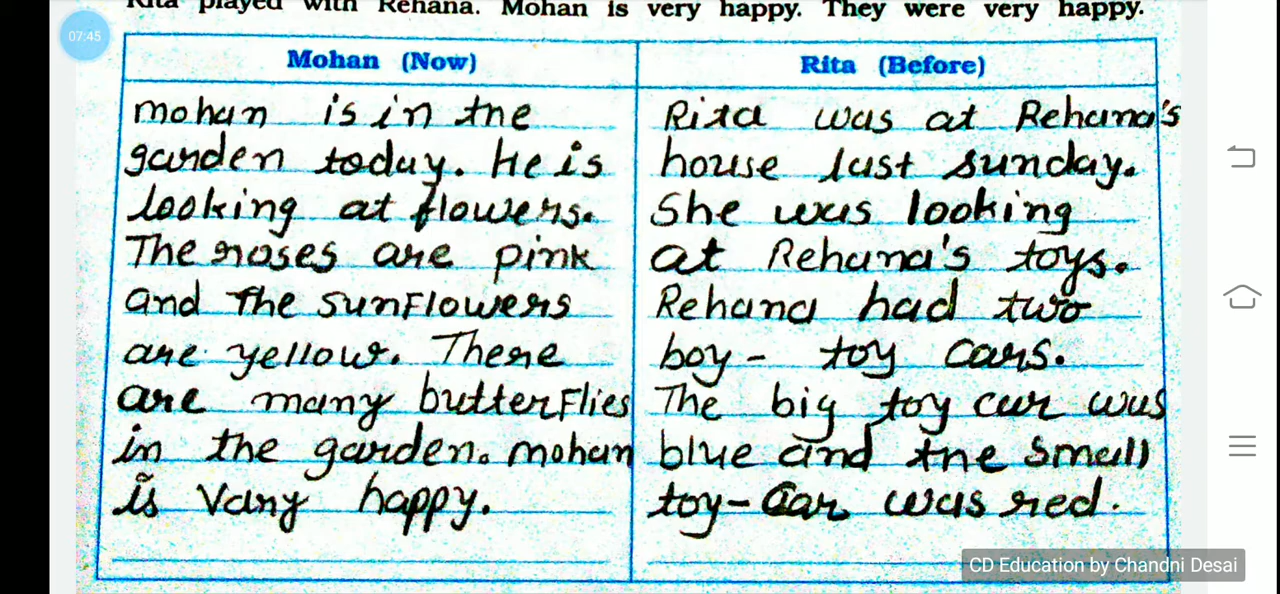 Rita played with Rehana. Mohan is very happy. They were very happy.
07:45
Mohan (Now)
mohan is in the
garden today. He is
looking at flowers.
The roses are pink
and The sunFlowers
are yellow. There
are many butterFlies
in the garden. mohan
is vary happy.
Rita (Before)
Rita was at Rehana's
house last sunday.
She was looking
at Rehana's toys.
Rehana had two
boy- toy cars.
The big toy car was
blue and the small
toy-car was red.
CD Education by Chandni Desai